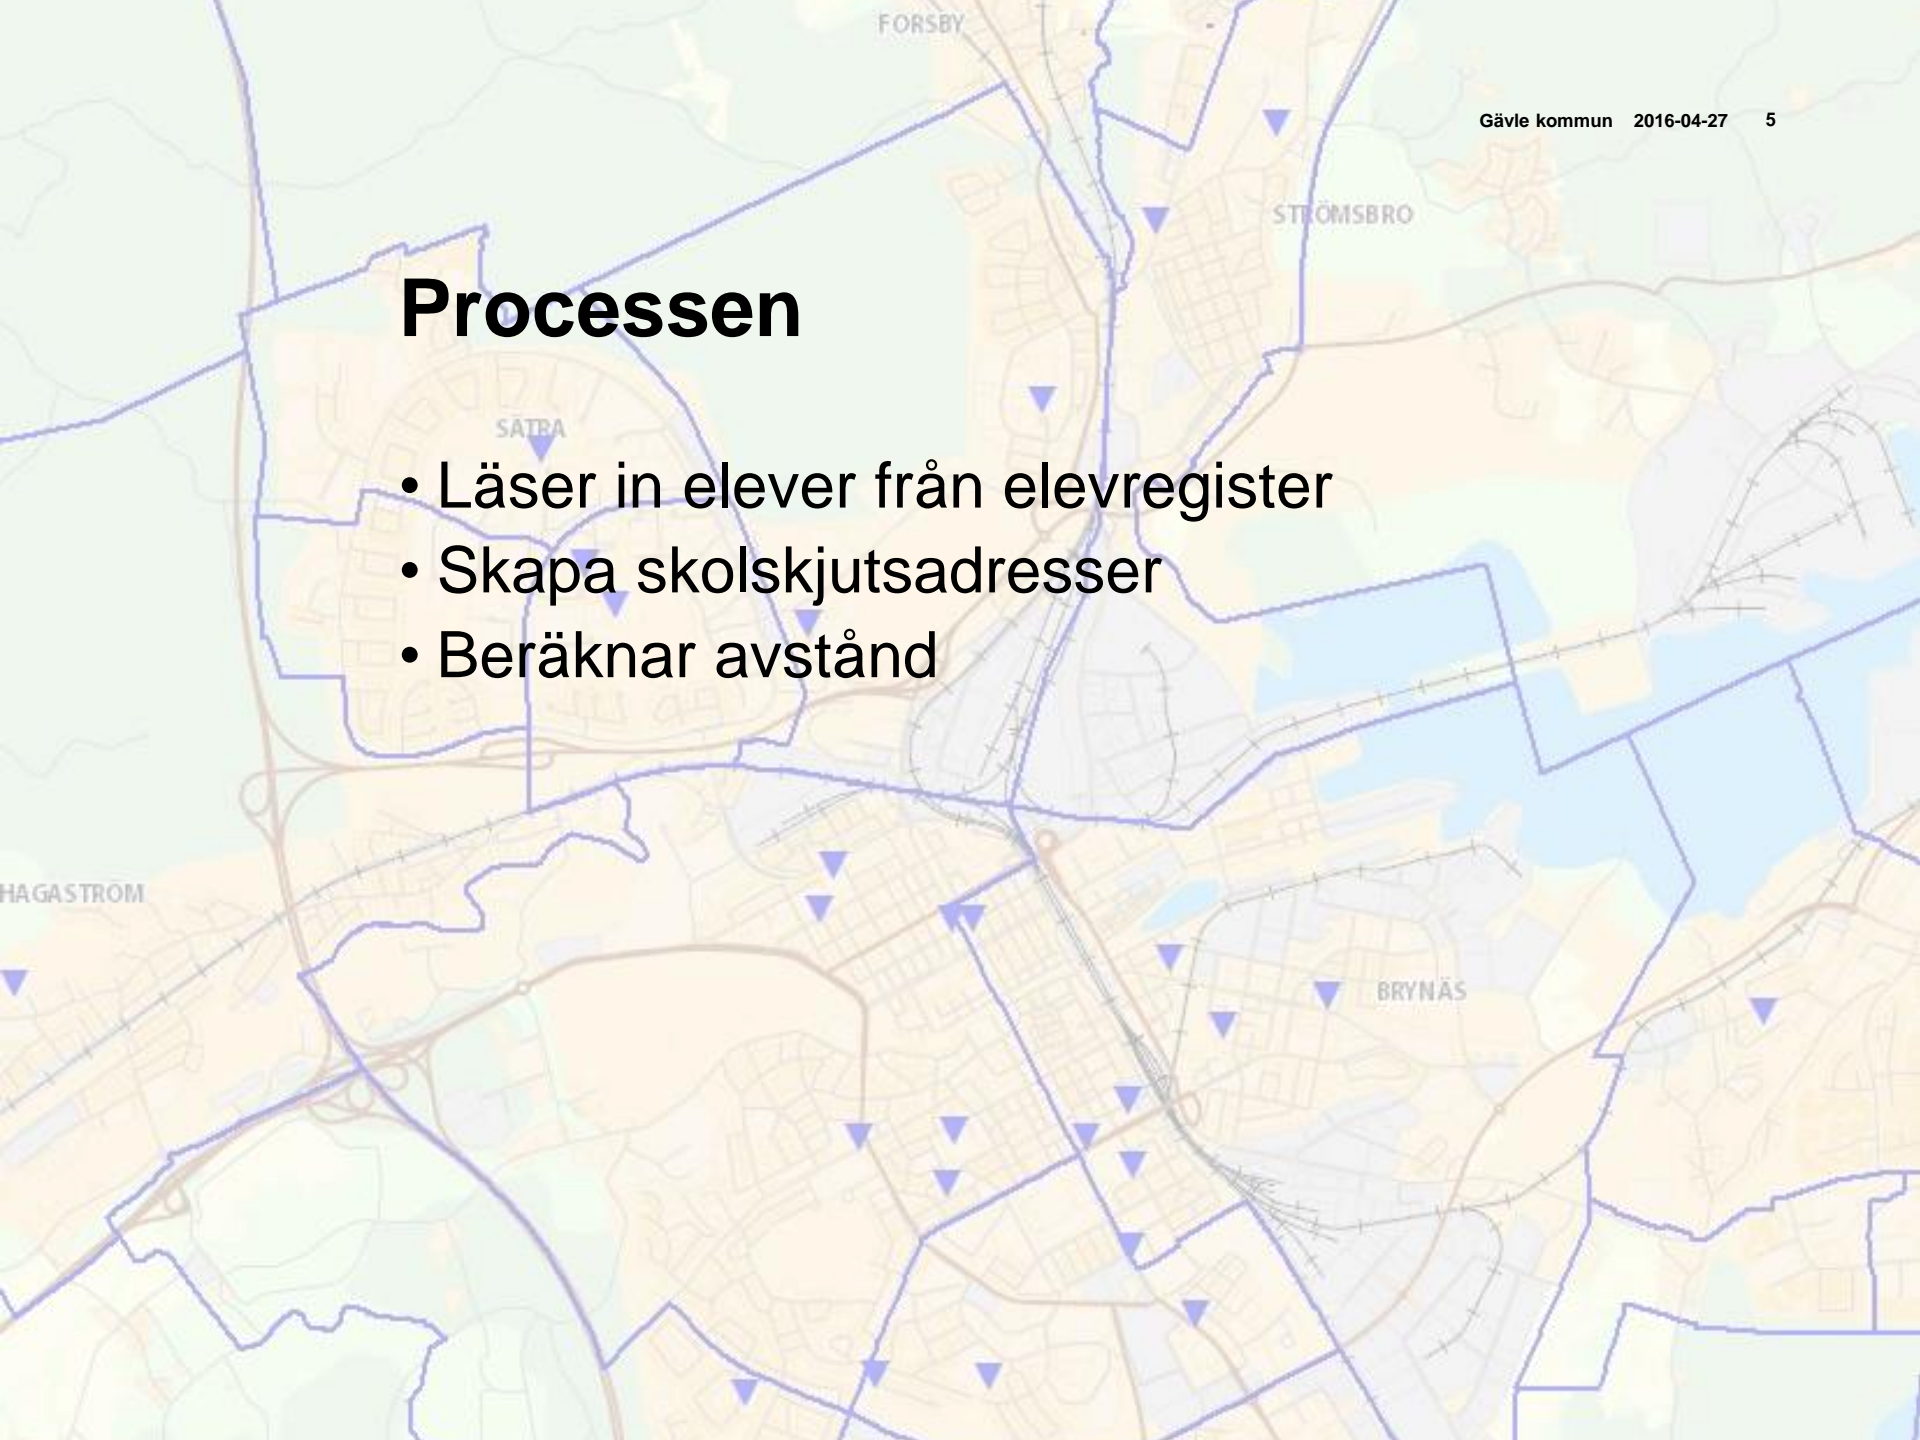 FORSBY
Gävle kommun 2016-04-27 5
STRÖMSBRO
Processen
SÄTRA
• Läser in elever från elevregister
• Skapa skolskjutsadresser
• Beräknar avstånd
HAGASTRÖM
BRYNÄS